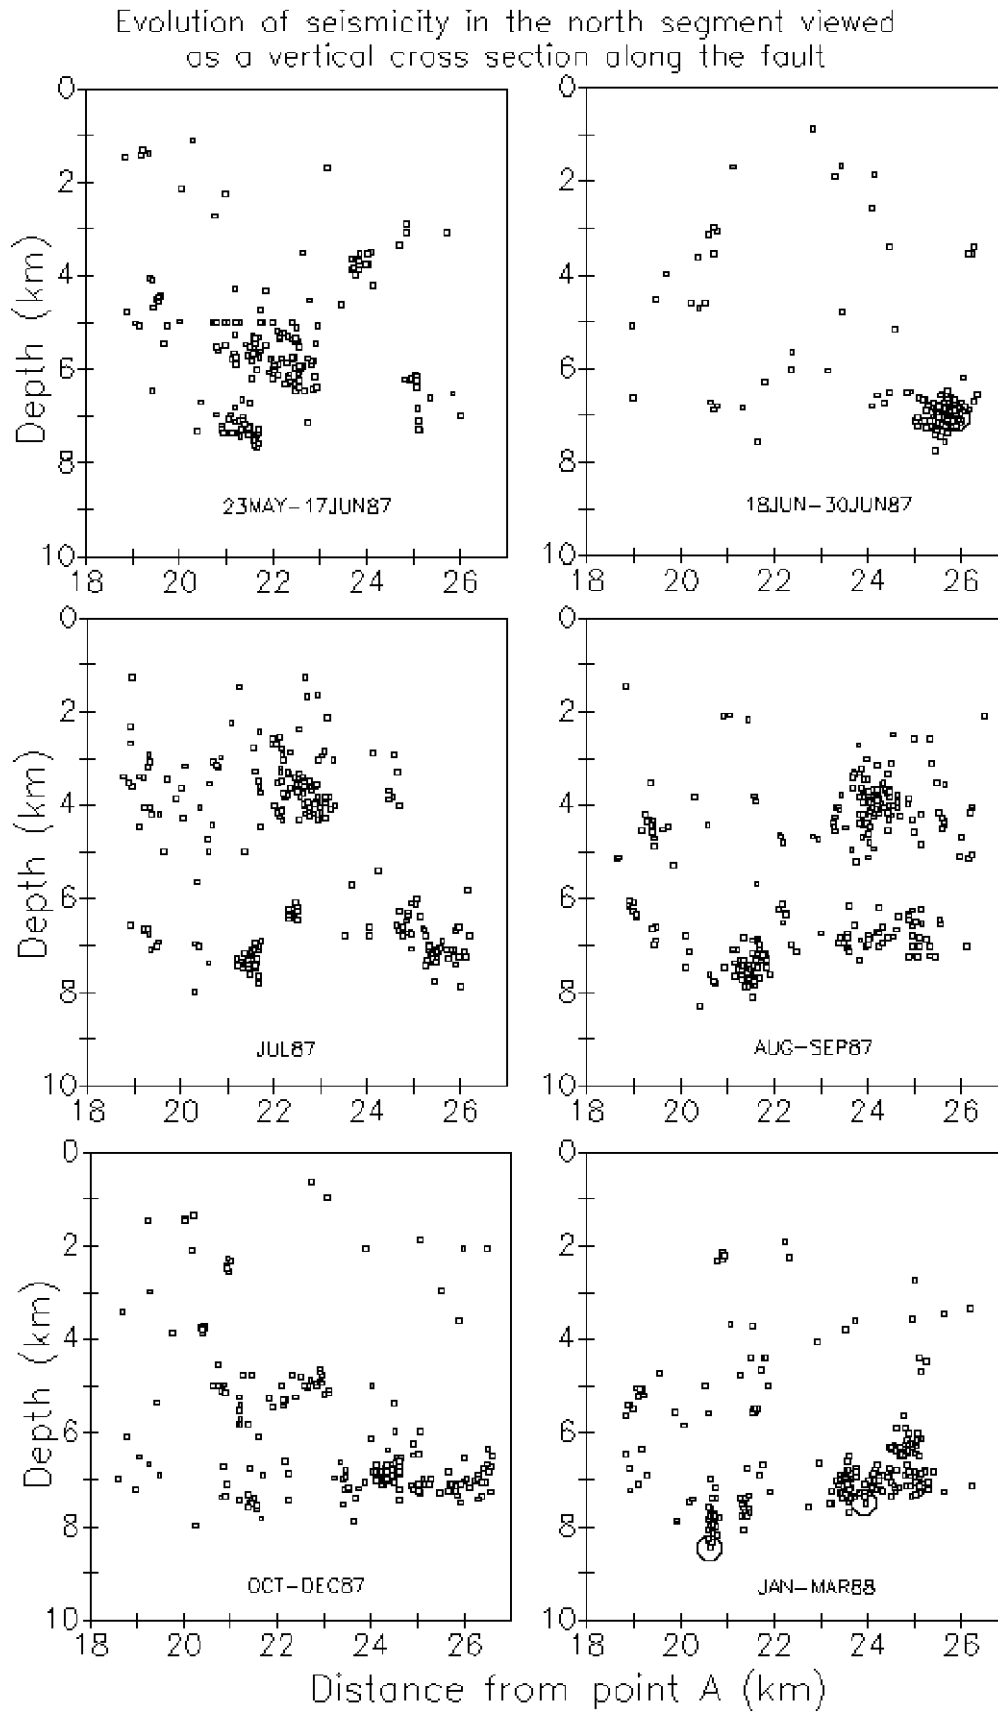 Evolution of seismicity in the north segment viewed
as a vertical cross section along the fault
0
2
4
6
8
10
18 20 22 24 26
Depth (km)
23MAY-17JUN87
0
2
4
6
8
10
18 20 22 24 26
18JUN-30JUN87
0
2
4
6
8
10
18 20 22 24 26
Depth (km)
JUL87
0
2
4
6
8
10
18 20 22 24 26
AUG-SEP87
0
2
4
6
8
10
18 20 22 24 26
Depth (km)
OCT-DEC87
0
2
4
6
8
10
18 20 22 24 26
JAN-MAR88
Distance from point A (km)